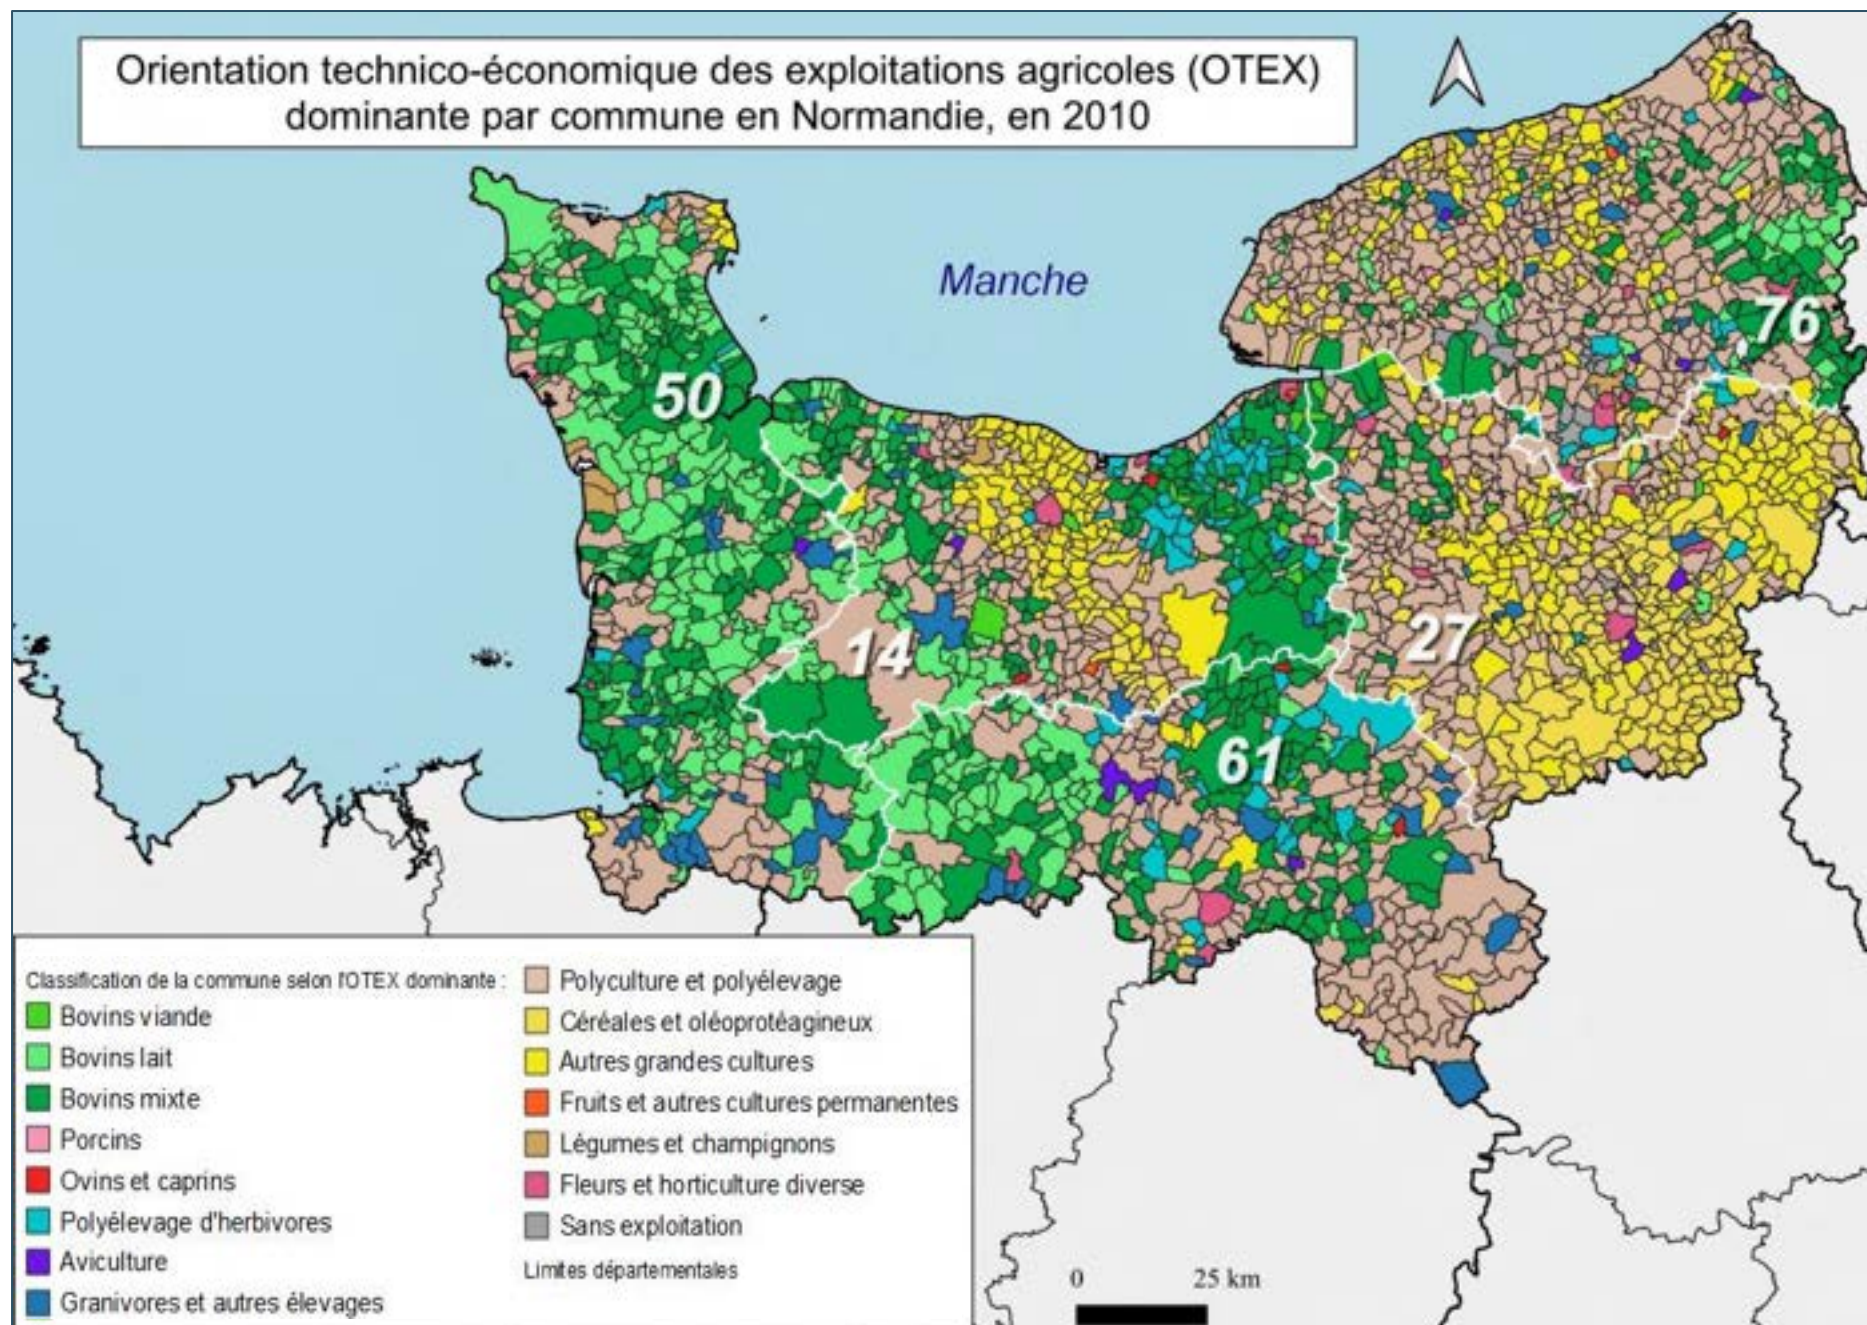 Orientation technico-économique des exploitations agricoles (OTEX)
dominante par commune en Normandie, en 2010
Manche
50
76
14
27
61
Classification de la commune selon l'OTEX dominante :
Bovins viande
Bovins lait
Bovins mixte
Porcins
Ovins et caprins
Polyélevage d'herbivores
Aviculture
Granivores et autres élevages
Polyculture et polyélevage
Céréales et oléoprotéagineux
Autres grandes cultures
Fruits et autres cultures permanentes
Légumes et champignons
Fleurs et horticulture diverse
Sans exploitation
Limites départementales
0 25 km